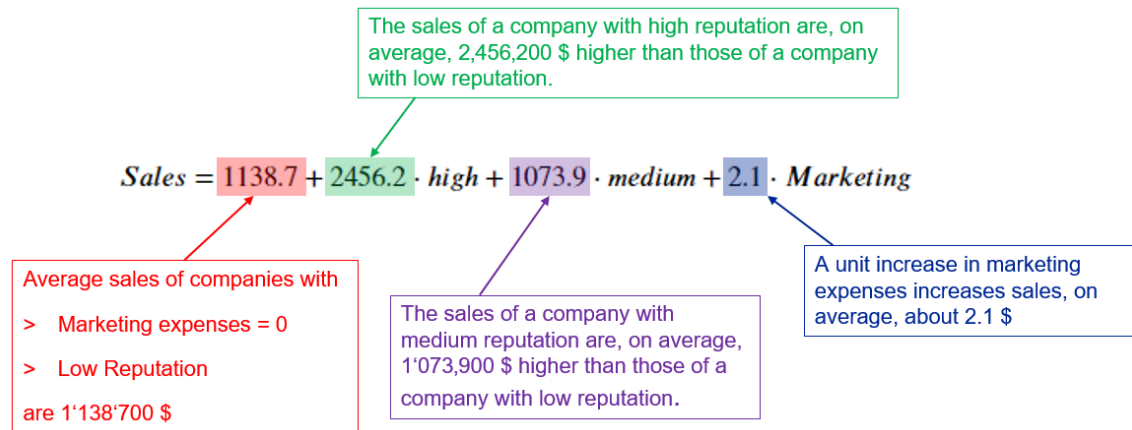 The sales of a company with high reputation are, on
average, 2,456,200 $ higher than those of a company
with low reputation.
Sales = 1138.7 + 2456.2 · high + 1073.9 · medium + 2.1 · Marketing
Average sales of companies with
> Marketing expenses = 0
> Low Reputation
are 1‘138‘700 $
The sales of a company with
medium reputation are, on average,
1‘073,900 $ higher than those of a
company with low reputation.
A unit increase in marketing
expenses increases sales, on
average, about 2.1 $